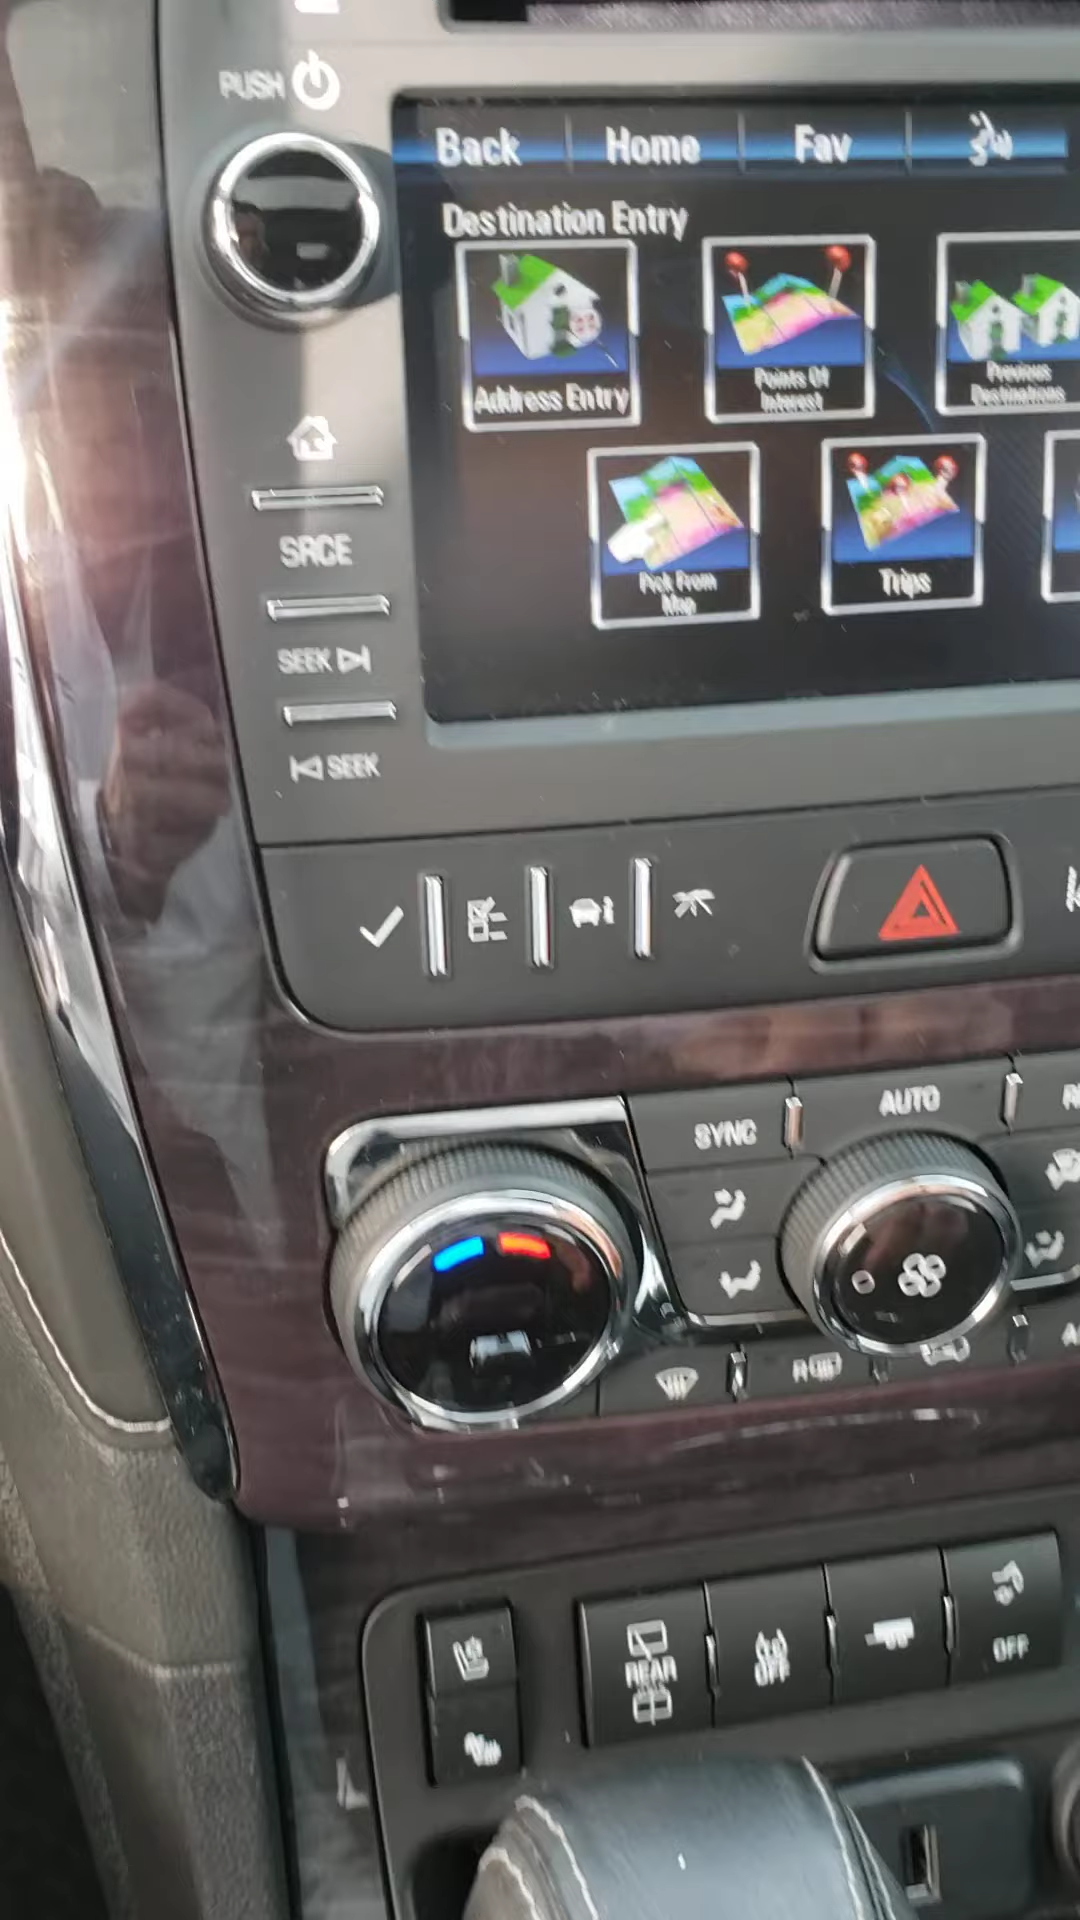 PUSH
Back Home Fav
Destination Entry
Address Entry
Points Of
Interest
Previous
Destinations
Pick From
Map
Trips
SRCE
SEEK
SEEK
SYNC
AUTO
R
A
REAR
OFF
OFF